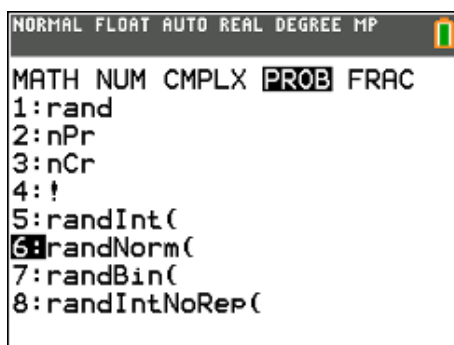 NORMAL FLOAT AUTO REAL DEGREE MP
MATH NUM CMPLX PROB FRAC
1:rand
2:nPr
3:nCr
4:!
5:randInt(
6:randNorm(
7:randBin(
8:randIntNoRep(